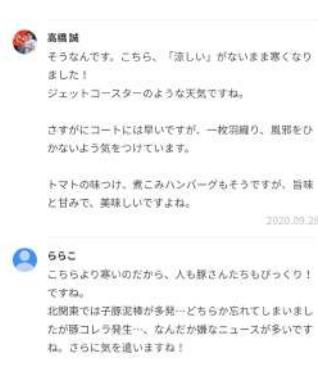 高橋 誠
そうなんです。こちら、「涼しい」がないまま寒くなり
ました！
ジェットコースターのような天気ですね。
さすがにコートには早いですが、一枚羽織り、風邪をひ
かないよう気をつけています。
トマトの味つけ、煮こみハンバーグもそうですが、旨味
と甘みで、美味しいですよね。
2020.09.28
ららこ
こちらより寒いのだから、人も豚さんたちもびっくり！
ですね。
北関東では子豚泥棒が多発…どちらか忘れてしまいまし
たが豚コレラ発生…、なんだか嫌なニュースが多いです
ね。さらに気を遣いますね！